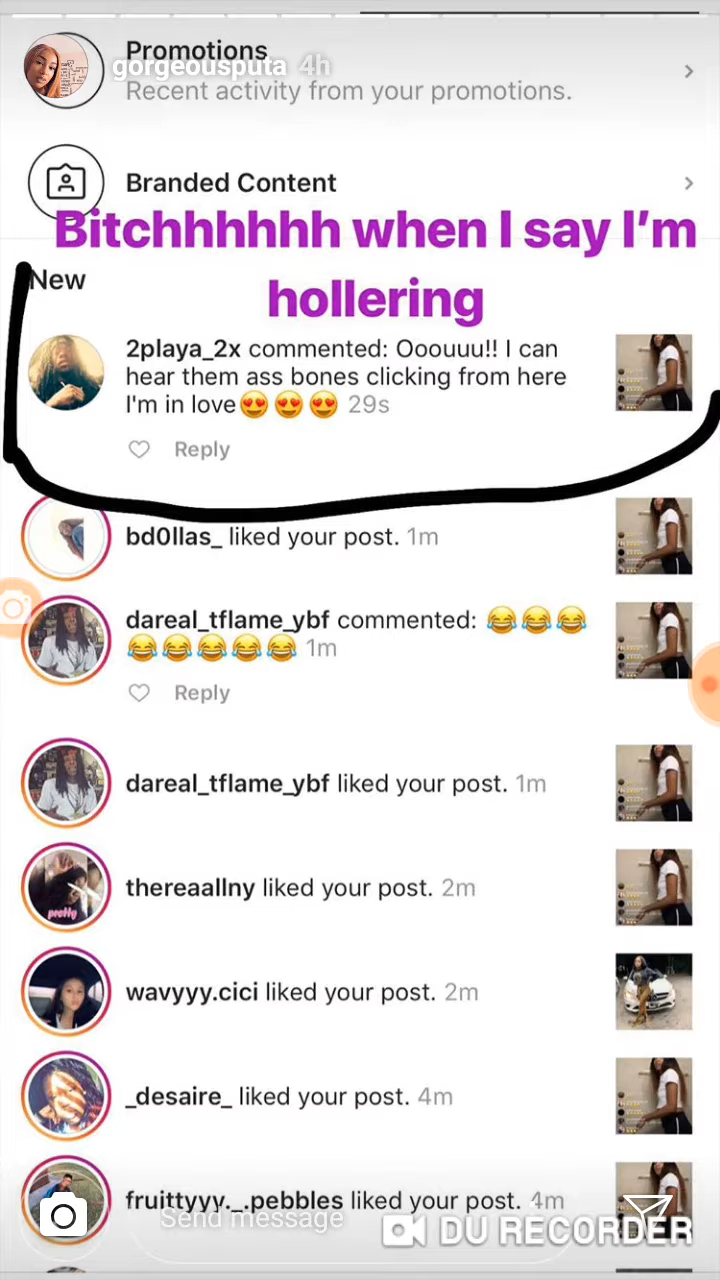 Promotions
gorgeousputa 4h
Recent activity from your promotions.
Branded Content
Bitchhhhhh when I say I’m
hollering
New
2playa_2x commented: Ooouuu!! I can
hear them ass bones clicking from here
I'm in love😍 😍 😍 29s
Reply
bd0llas_ liked your post. 1m
dareal_tflame_ybf commented: 😂😂😂
😂😂😂😂😂 1m
Reply
dareal_tflame_ybf liked your post. 1m
thereaallny liked your post. 2m
pretty
wavyyy.cici liked your post. 2m
_desaire_ liked your post. 4m
fruittyyy._.pebbles liked your post. 4m
Send message
DU RECORDER